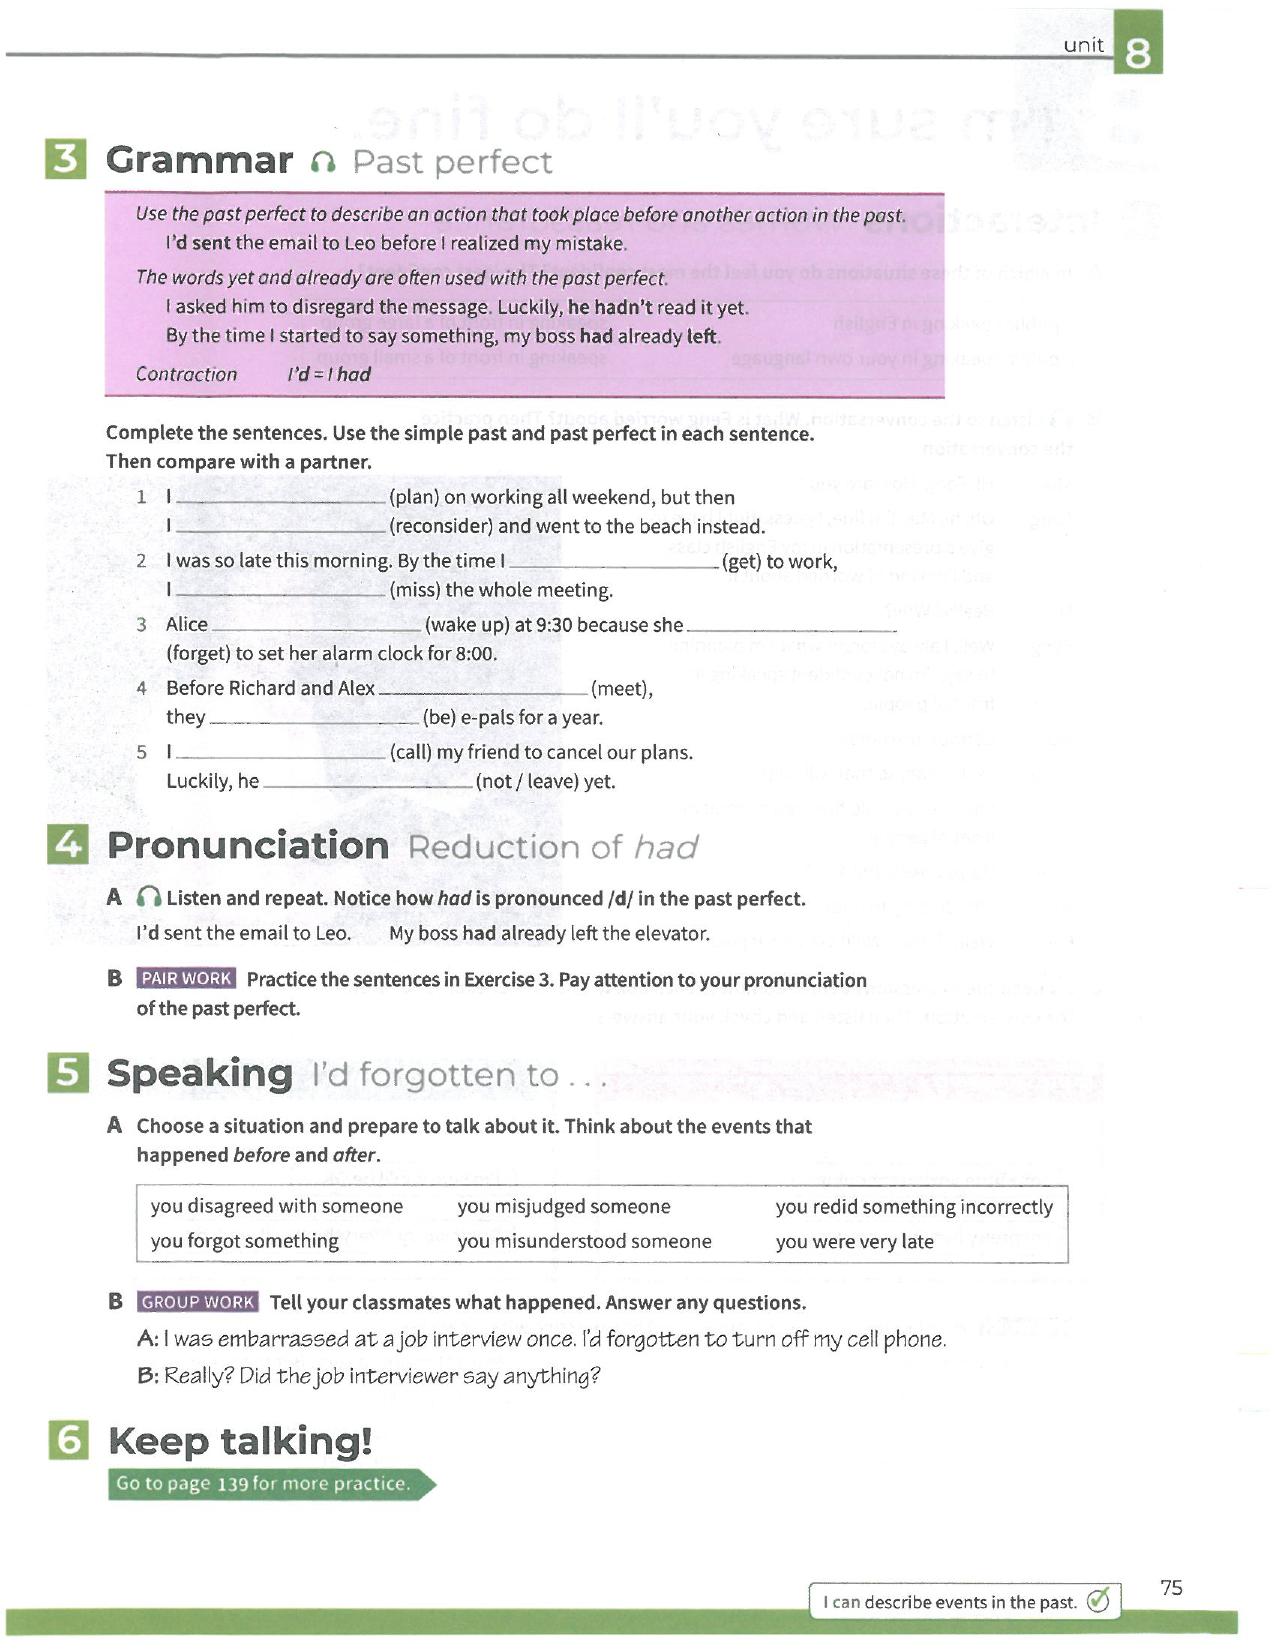 unit 8
3 Grammar Past perfect
Use the past perfect to describe an action that took place before another action in the past.
I'd sent the email to Leo before I realized my mistake.
The words yet and already are often used with the past perfect.
I asked him to disregard the message. Luckily, he hadn't read it yet.
By the time I started to say something, my boss had already left.
Contraction I'd = I had
Complete the sentences. Use the simple past and past perfect in each sentence.
Then compare with a partner.
1 I ____________________ (plan) on working all weekend, but then
I ____________________ (reconsider) and went to the beach instead.
2 I was so late this morning. By the time I ____________________ (get) to work,
I ____________________ (miss) the whole meeting.
3 Alice ____________________ (wake up) at 9:30 because she ____________________
(forget) to set her alarm clock for 8:00.
4 Before Richard and Alex ____________________ (meet),
they ____________________ (be) e-pals for a year.
5 I ____________________ (call) my friend to cancel our plans.
Luckily, he ____________________ (not / leave) yet.
4 Pronunciation Reduction of had
A Listen and repeat. Notice how had is pronounced /d/ in the past perfect.
I'd sent the email to Leo. My boss had already left the elevator.
B PAIR WORK Practice the sentences in Exercise 3. Pay attention to your pronunciation
of the past perfect.
5 Speaking I'd forgotten to . . .
A Choose a situation and prepare to talk about it. Think about the events that
happened before and after.
you disagreed with someone you misjudged someone you redid something incorrectly
you forgot something you misunderstood someone you were very late
B GROUP WORK Tell your classmates what happened. Answer any questions.
A: I was embarrassed at a job interview once. I'd forgotten to turn off my cell phone.
B: Really? Did the job interviewer say anything?
6 Keep talking!
Go to page 139 for more practice.
I can describe events in the past.
75